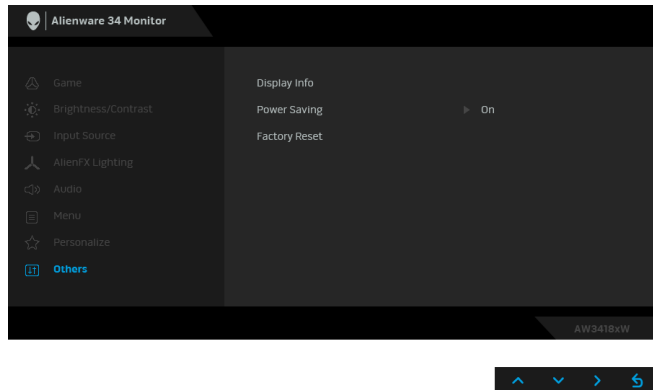 Alienware 34 Monitor
Game
Display Info
Brightness/Contrast
Power Saving
On
Input Source
Factory Reset
AlienFX Lighting
Audio
Menu
Personalize
Others
AW3418xW